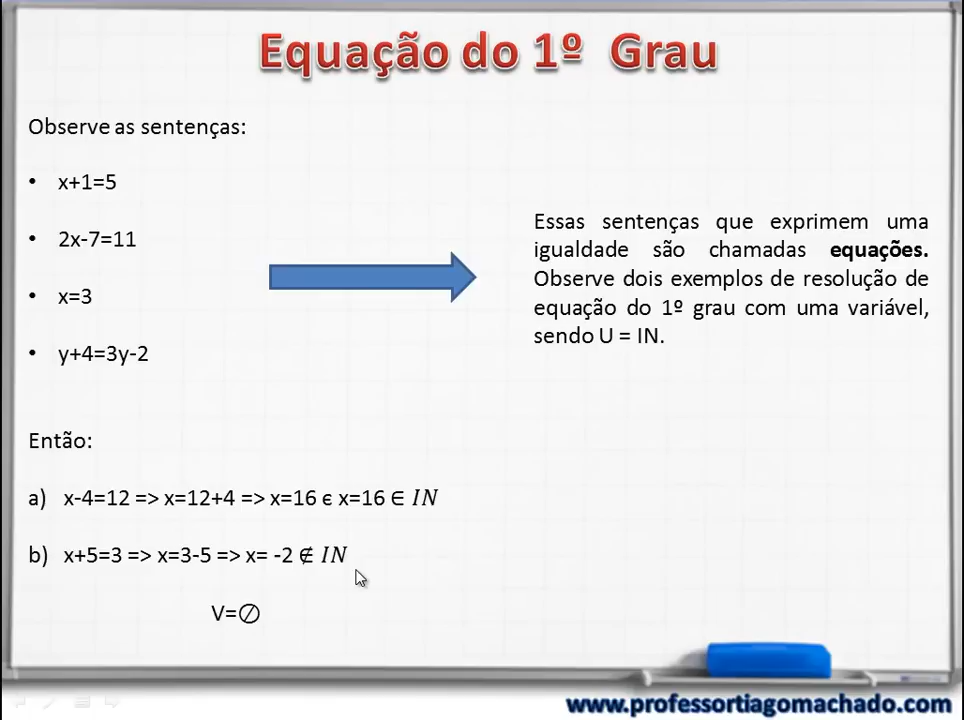 Equação do 1º Grau
Observe as sentenças:
• x+1=5
• 2x-7=11
• x=3
• y+4=3y-2
Essas sentenças que exprimem uma
igualdade são chamadas equações.
Observe dois exemplos de resolução de
equação do 1º grau com uma variável,
sendo U = IN.
Então:
a) x-4=12 => x=12+4 => x=16 є x=16 ∈ IN
b) x+5=3 => x=3-5 => x= -2 ∉ IN
V=∅
www.professortiagomachado.com